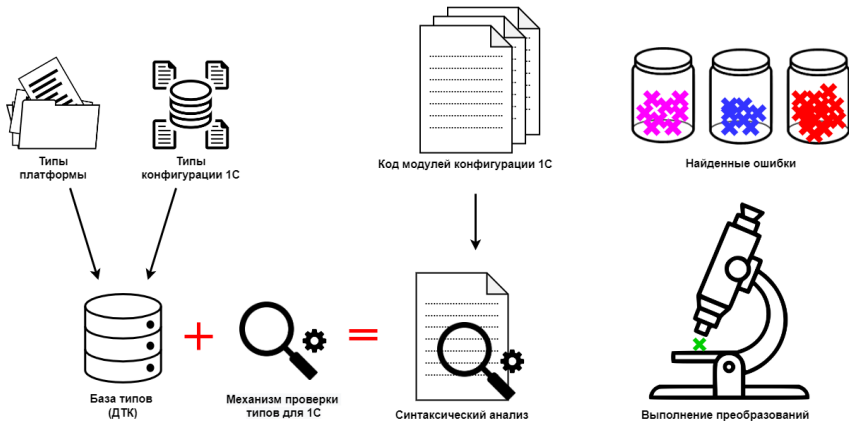 Типы
платформы
Типы
конфигурации 1С
Код модулей конфигурации 1С
Найденные ошибки
База типов
(ДТК)
+
Механизм проверки
типов для 1С
=
Синтаксический анализ
Выполнение преобразований